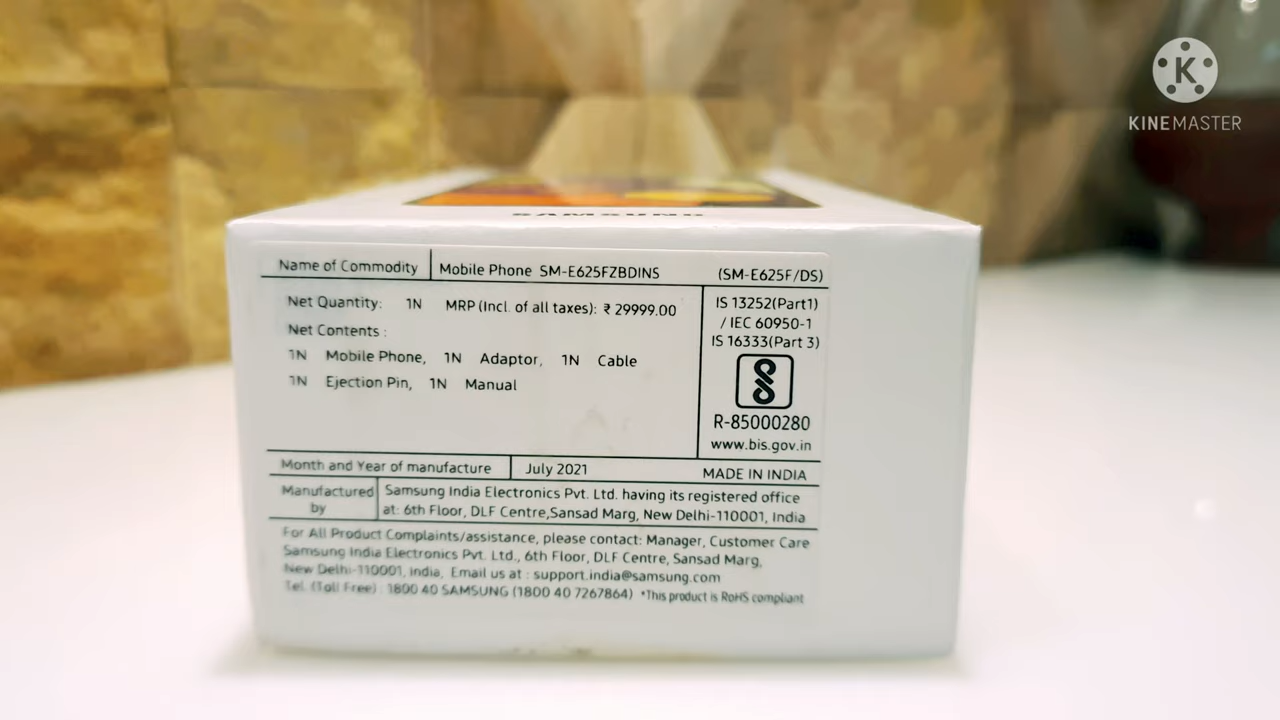 KINEMASTER
SAMSUNG
Name of Commodity Mobile Phone SM-E625FZBDINS (SM-E625F/DS)
Net Quantity: 1N MRP (Incl. of all taxes): ₹ 29999.00
Net Contents :
1N Mobile Phone, 1N Adaptor, 1N Cable
1N Ejection Pin, 1N Manual
IS 13252(Part1)
/ IEC 60950-1
IS 16333(Part 3)
R-85000280
www.bis.gov.in
Month and Year of manufacture July 2021 MADE IN INDIA
Manufactured by
Samsung India Electronics Pvt. Ltd. having its registered office
at: 6th Floor, DLF Centre,Sansad Marg, New Delhi-110001, India
For All Product Complaints/assistance, please contact: Manager, Customer Care
Samsung India Electronics Pvt. Ltd., 6th Floor, DLF Centre, Sansad Marg,
New Delhi-110001, India, Email us at : support.india@samsung.com
Tel. (Toll Free) : 1800 40 SAMSUNG (1800 40 7267864) *This product is RoHS compliant